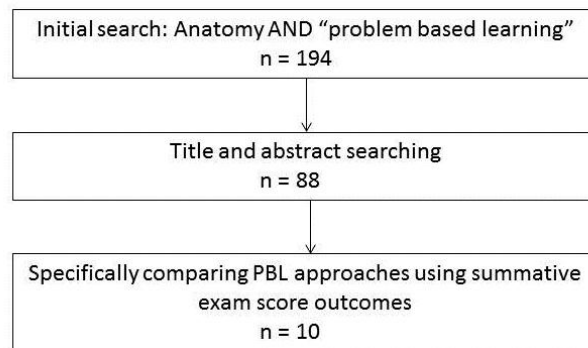 Initial search: Anatomy AND “problem based learning”
n = 194
Title and abstract searching
n = 88
Specifically comparing PBL approaches using summative
exam score outcomes
n = 10